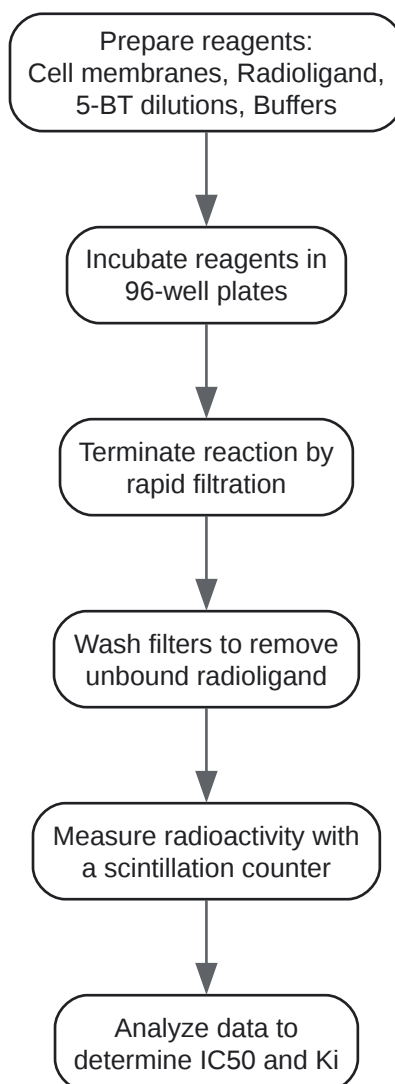 Prepare reagents:
Cell membranes, Radioligand,
5-BT dilutions, Buffers
Incubate reagents in
96-well plates
Terminate reaction by
rapid filtration
Wash filters to remove
unbound radioligand
Measure radioactivity with
a scintillation counter
Analyze data to
determine IC50 and Ki